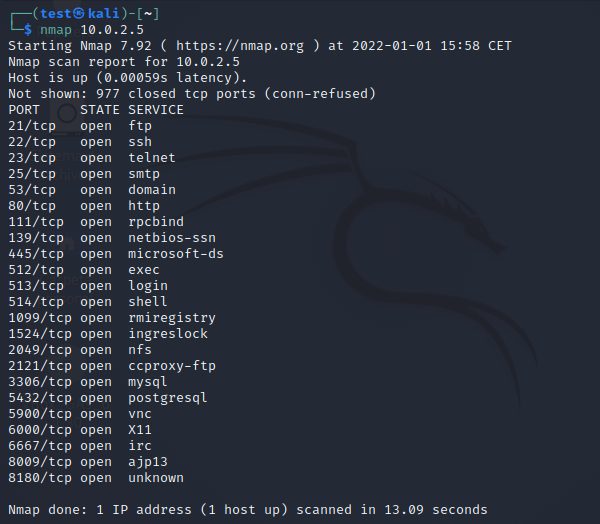 ┌──(test㉿kali)-[~]
└─$ nmap 10.0.2.5
Starting Nmap 7.92 ( https://nmap.org ) at 2022-01-01 15:58 CET
Nmap scan report for 10.0.2.5
Host is up (0.00059s latency).
Not shown: 977 closed tcp ports (conn-refused)
PORT     STATE SERVICE
21/tcp   open  ftp
22/tcp   open  ssh
23/tcp   open  telnet
25/tcp   open  smtp
53/tcp   open  domain
80/tcp   open  http
111/tcp  open  rpcbind
139/tcp  open  netbios-ssn
445/tcp  open  microsoft-ds
512/tcp  open  exec
513/tcp  open  login
514/tcp  open  shell
1099/tcp open  rmiregistry
1524/tcp open  ingreslock
2049/tcp open  nfs
2121/tcp open  ccproxy-ftp
3306/tcp open  mysql
5432/tcp open  postgresql
5900/tcp open  vnc
6000/tcp open  X11
6667/tcp open  irc
8009/tcp open  ajp13
8180/tcp open  unknown

Nmap done: 1 IP address (1 host up) scanned in 13.09 seconds